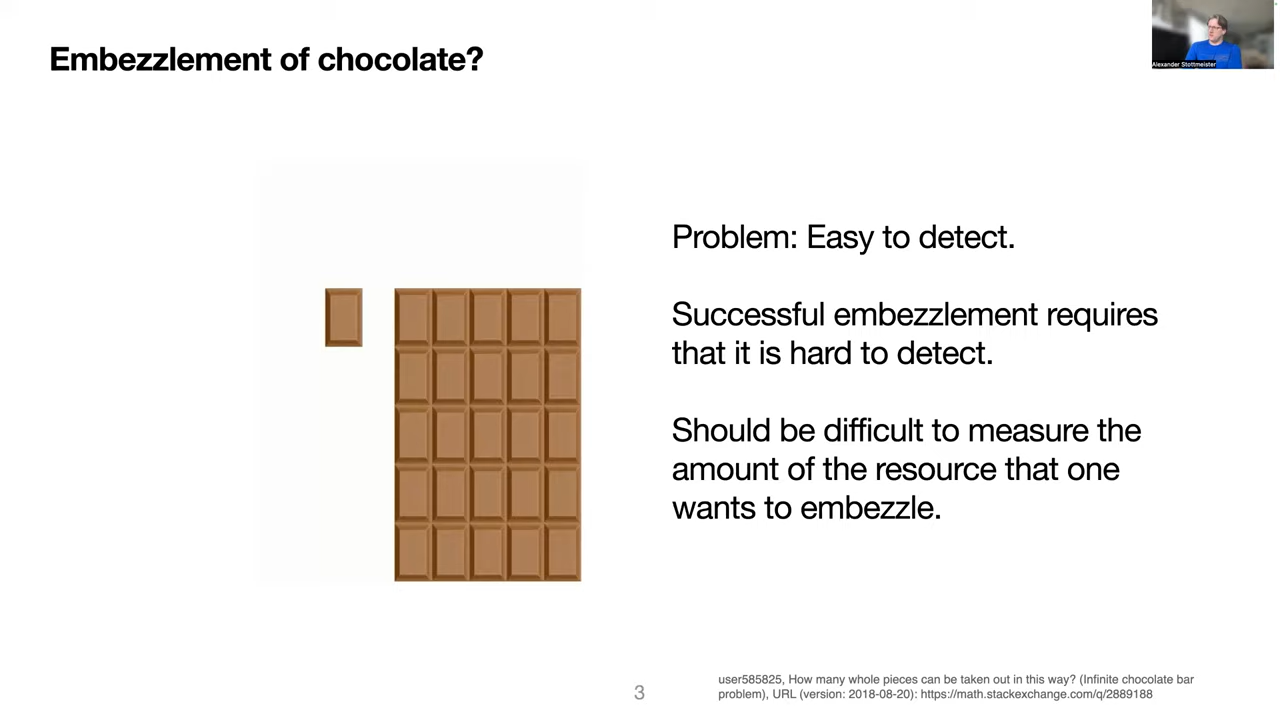 Embezzlement of chocolate?
Alexander Stottmeister
Problem: Easy to detect.
Successful embezzlement requires
that it is hard to detect.
Should be difficult to measure the
amount of the resource that one
wants to embezzle.
3
user585825, How many whole pieces can be taken out in this way? (Infinite chocolate bar
problem), URL (version: 2018-08-20): https://math.stackexchange.com/q/2889188